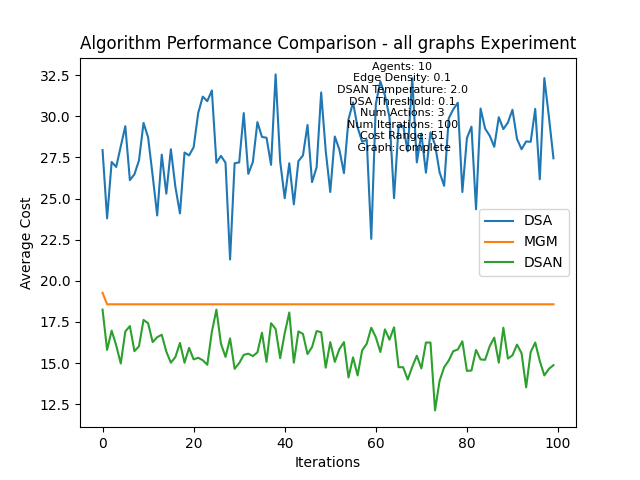 Algorithm Performance Comparison - all graphs Experiment
Agents: 10
Edge Density: 0.1
DSAN Temperature: 2.0
DSA Threshold: 0.1
Num Actions: 3
Num Iterations: 100
Cost Range: 51
Graph: complete
32.5
30.0
27.5
25.0
22.5
20.0
17.5
15.0
12.5
Average Cost
DSA
MGM
DSAN
0
20
40
60
80
100
Iterations